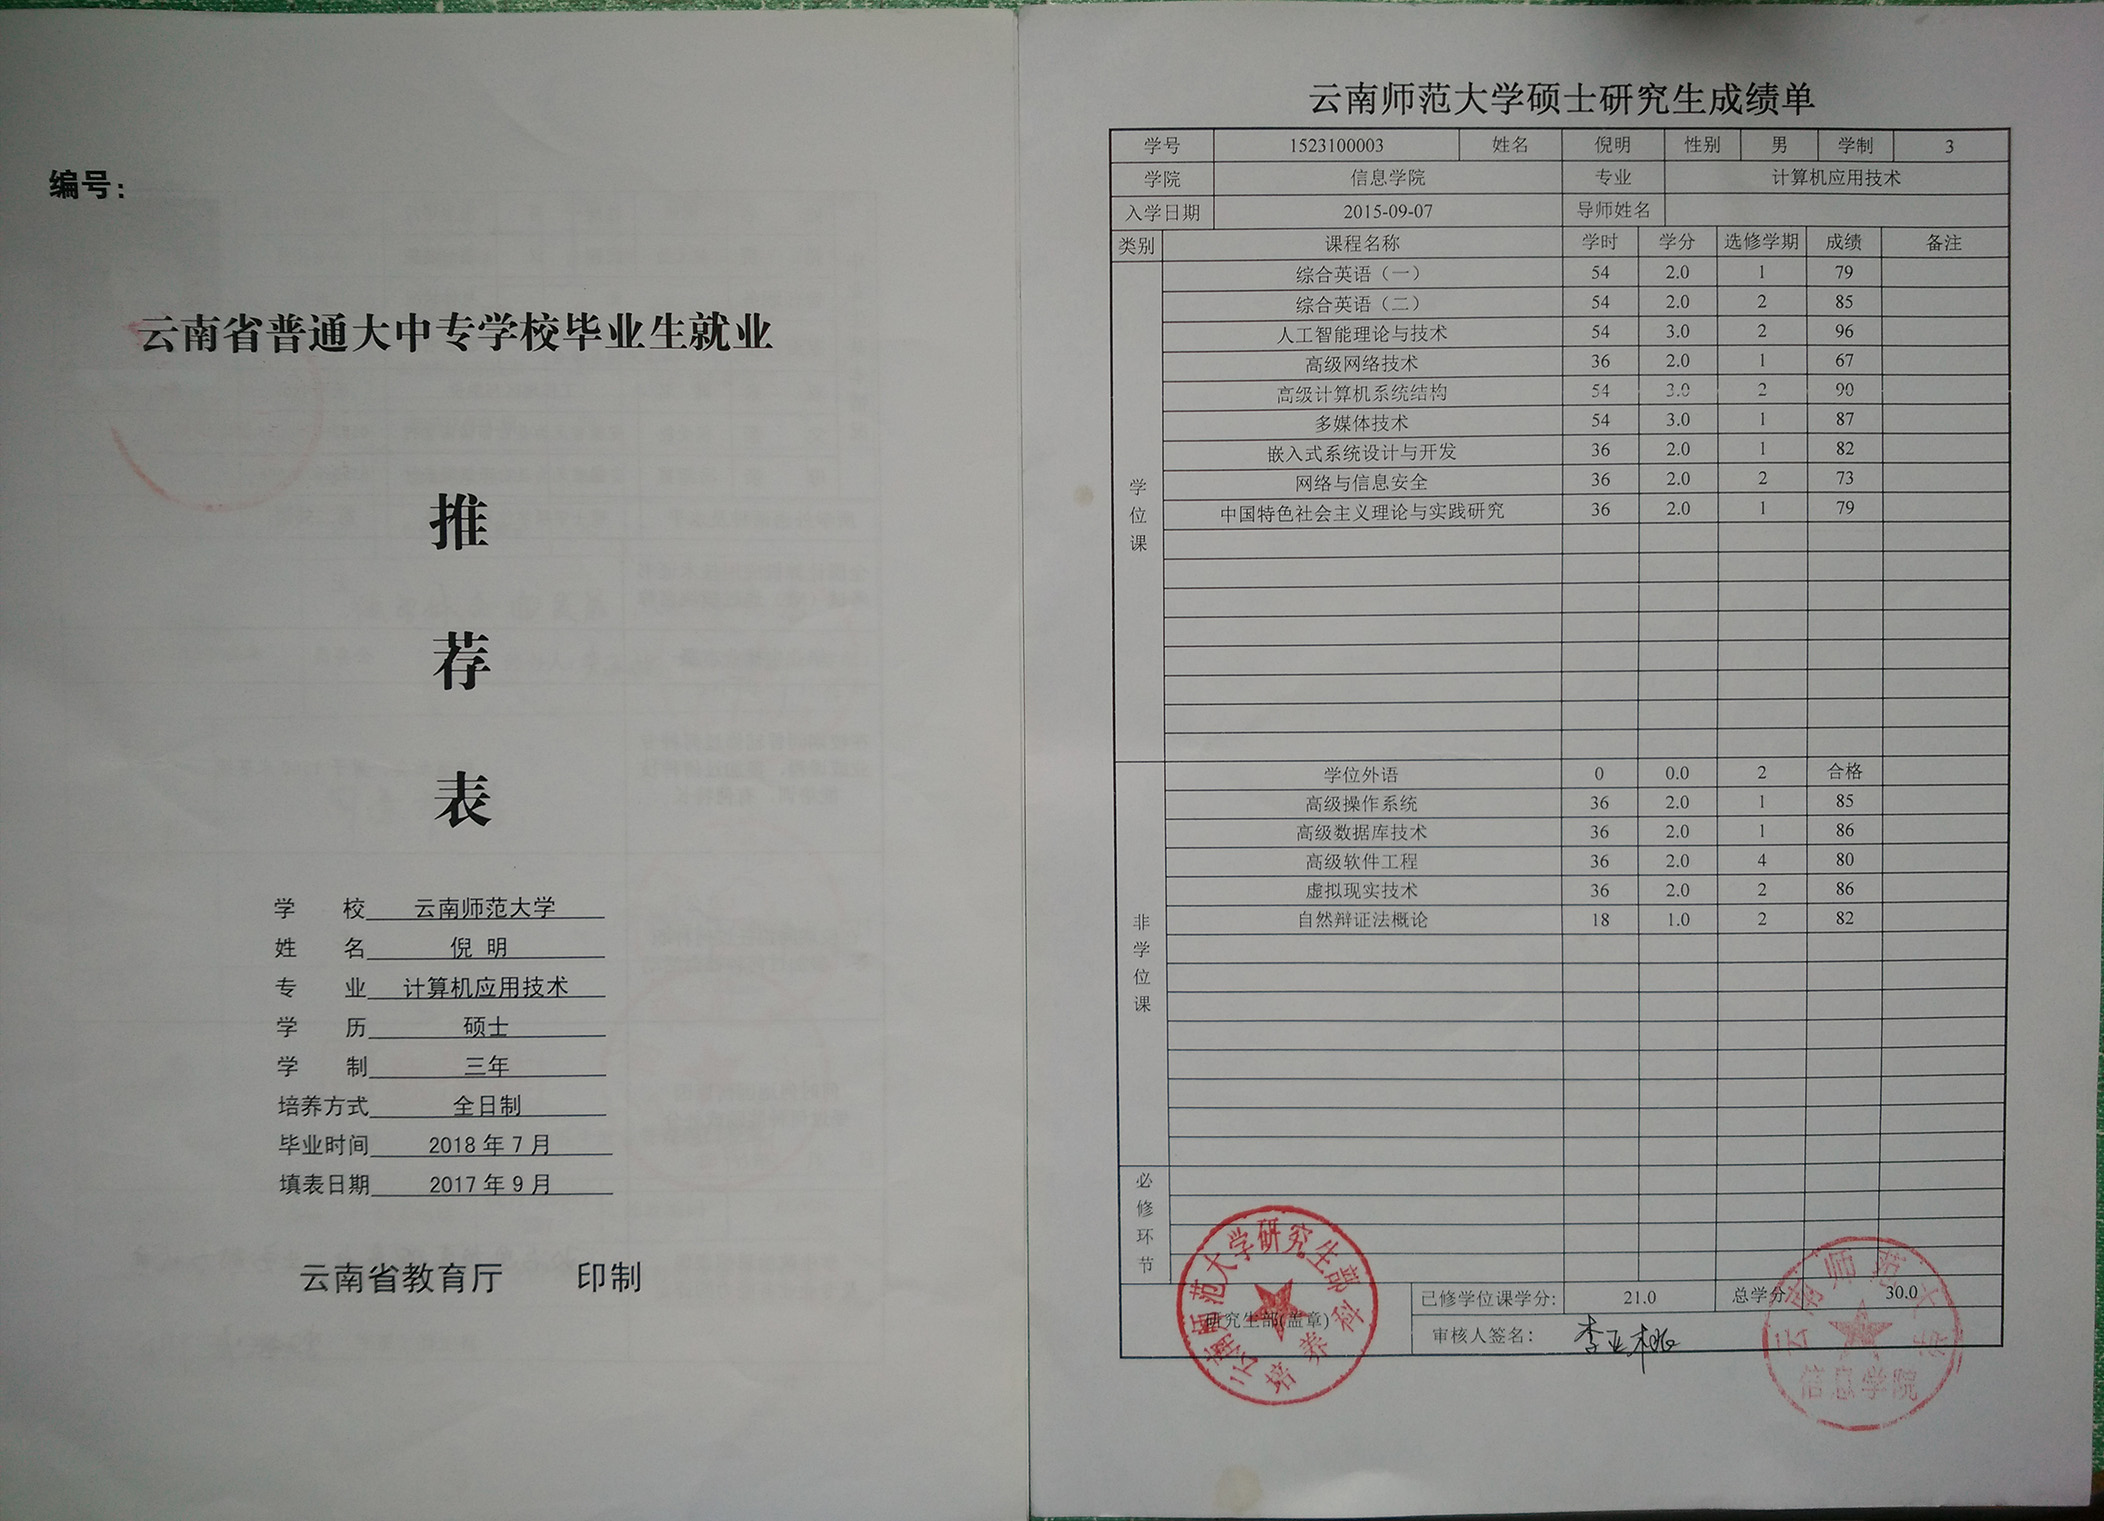 编号：
云南省普通大中专学校毕业生就业
推
荐
表
学 校 云南师范大学
姓 名 倪 明
专 业 计算机应用技术
学 历 硕士
学 制 三年
培养方式 全日制
毕业时间 2018 年 7 月
填表日期 2017 年 9 月
云南省教育厅 印制
云南师范大学硕士研究生成绩单
学号 1523100003 姓名 倪明 性别 男 学制 3
学院 信息学院 专业 计算机应用技术
入学日期 2015-09-07 导师姓名
类别 课程名称 学时 学分 选修学期 成绩 备注
学位课
综合英语（一） 54 2.0 1 79
综合英语（二） 54 2.0 2 85
人工智能理论与技术 54 3.0 2 96
高级网络技术 36 2.0 1 67
高级计算机系统结构 54 3.0 2 90
多媒体技术 54 3.0 1 87
嵌入式系统设计与开发 36 2.0 1 82
网络与信息安全 36 2.0 2 73
中国特色社会主义理论与实践研究 36 2.0 1 79
非学位课
学位外语 0 0.0 2 合格
高级操作系统 36 2.0 1 85
高级数据库技术 36 2.0 1 86
高级软件工程 36 2.0 4 80
虚拟现实技术 36 2.0 2 86
自然辩证法概论 18 1.0 2 82
必修环节
研究生部(盖章) 已修学位课学分: 21.0 总学分 30.0
审核人签名: 李亚
云南师范大学研究生部
培养科
云南师范大学
信息学院